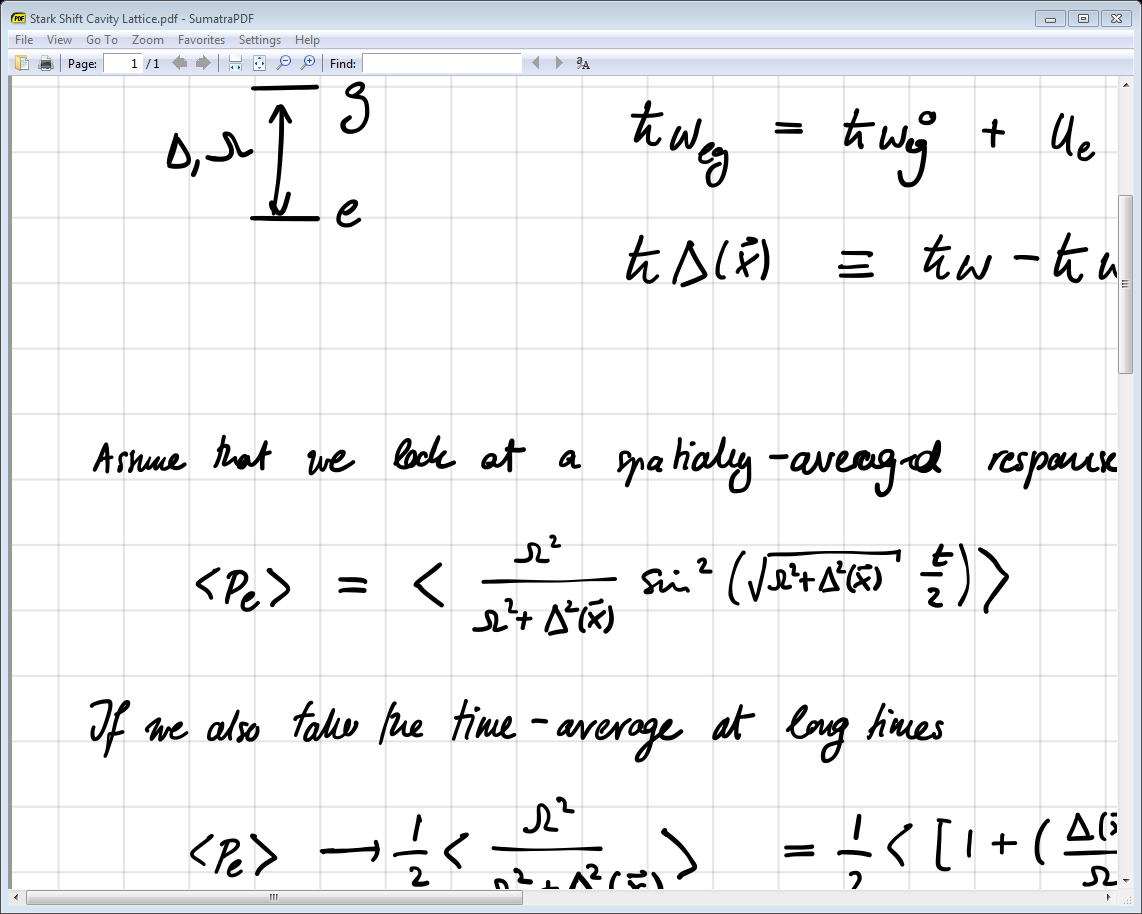 Stark Shift Cavity Lattice.pdf - SumatraPDF
File View Go To Zoom Favorites Settings Help
Page: 1 / 1 Find:
g
Δ, Ω
e
ħω_eg = ħω_eg^0 + U_e
ħΔ(x⃗) ≡ ħω - ħω
Assume that we look at a spatially-averaged response
<P_e> = < Ω² / (Ω² + Δ²(x⃗)) sin² (√(Ω² + Δ²(x⃗)) t/2) >
If we also take the time-average at long times
<P_e> → 1/2 < Ω² / (Ω² + Δ²(x⃗)) > = 1/2 < [1 + (Δ(x⃗) / Ω